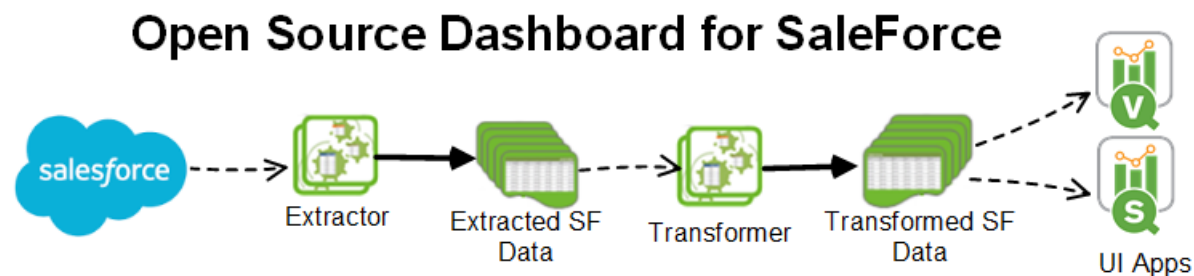 Open Source Dashboard for SaleForce
salesforce
Extractor
Extracted SF
Data
Transformer
Transformed SF
Data
V
S
UI Apps